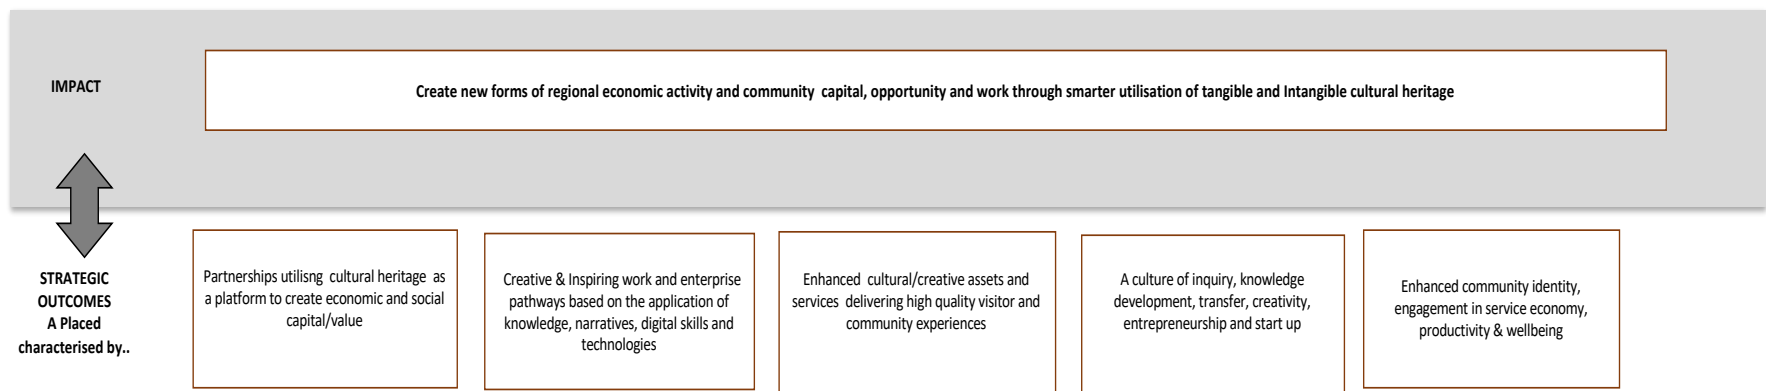 IMPACT
Create new forms of regional economic activity and community capital, opportunity and work through smarter utilisation of tangible and Intangible cultural heritage
STRATEGIC
OUTCOMES
A Placed
characterised by..
Partnerships utilisng cultural heritage as
a platform to create economic and social
capital/value
Creative & Inspiring work and enterprise
pathways based on the application of
knowledge, narratives, digital skills and
technologies
Enhanced cultural/creative assets and
services delivering high quality visitor and
community experiences
A culture of inquiry, knowledge
development, transfer, creativity,
entrepreneurship and start up
Enhanced community identity,
engagement in service economy,
productivity & wellbeing